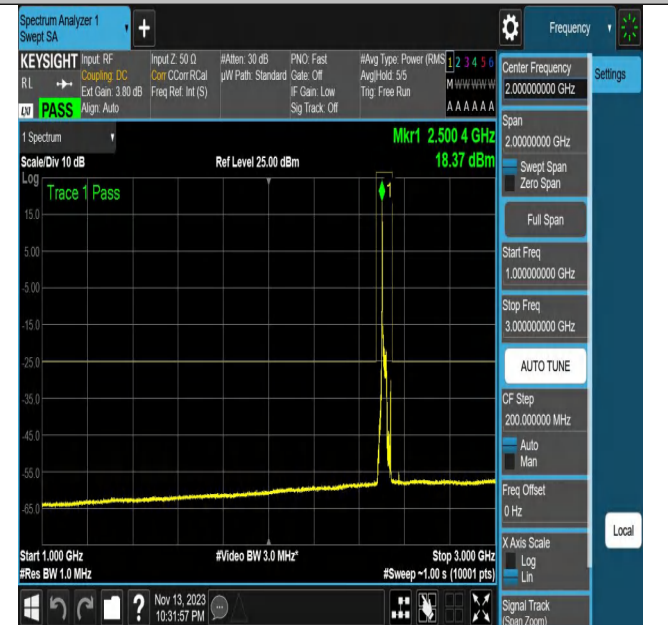 Spectrum Analyzer 1
Swept SA
+
Frequency
KEYSIGHT Input: RF Input Z: 50 Ω #Atten: 30 dB PNO: Fast #Avg Type: Power (RMS 1 2 3 4 5 6
RL Coupling: DC Corr CCorr RCal µW Path: Standard Gate: Off Avg|Hold: 5/5 M W W W W W
Ext Gain: 3.80 dB Freq Ref: Int (S) IF Gain: Low Trig: Free Run
LXI PASS Align: Auto Sig Track: Off A A A A A A
1 Spectrum
Mkr1 2.500 4 GHz
Scale/Div 10 dB Ref Level 25.00 dBm 18.37 dBm
Log
Trace 1 Pass
1
15.0
5.00
-5.00
-15.0
-25.0
-35.0
-45.0
-55.0
-65.0
Start 1.000 GHz #Video BW 3.0 MHz* Stop 3.000 GHz
#Res BW 1.0 MHz #Sweep ~1.00 s (10001 pts)
Nov 13, 2023
10:31:57 PM
?
Center Frequency
2.000000000 GHz
Settings
Span
2.00000000 GHz
Swept Span
Zero Span
Full Span
Start Freq
1.000000000 GHz
Stop Freq
3.000000000 GHz
AUTO TUNE
CF Step
200.000000 MHz
Auto
Man
Freq Offset
0 Hz
Local
X Axis Scale
Log
Lin
Signal Track
(Span Zoom)